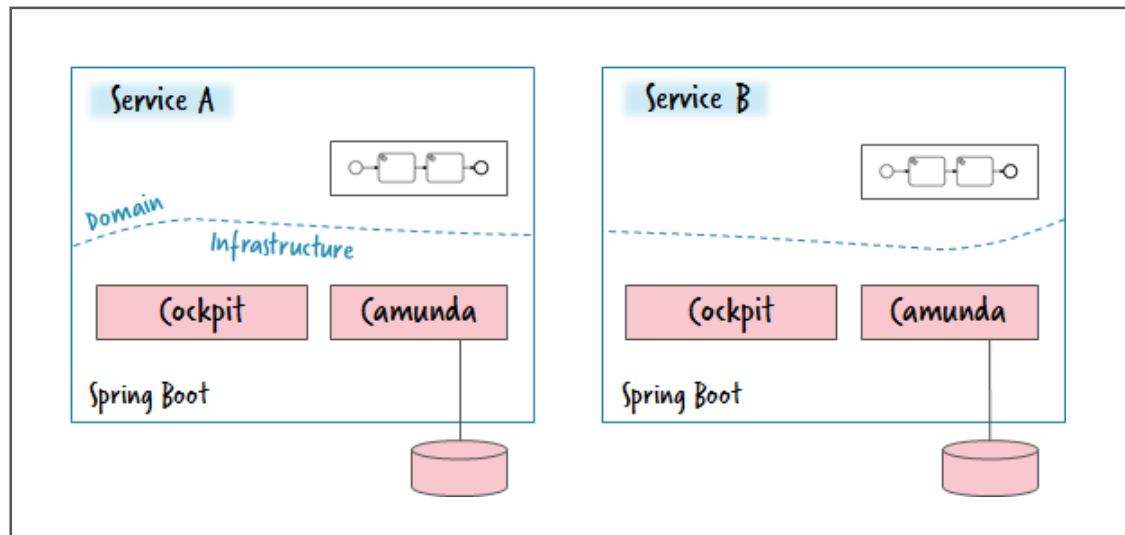 Service A
Domain
Infrastructure
Cockpit
Camunda
Spring Boot
Service B
Cockpit
Camunda
Spring Boot